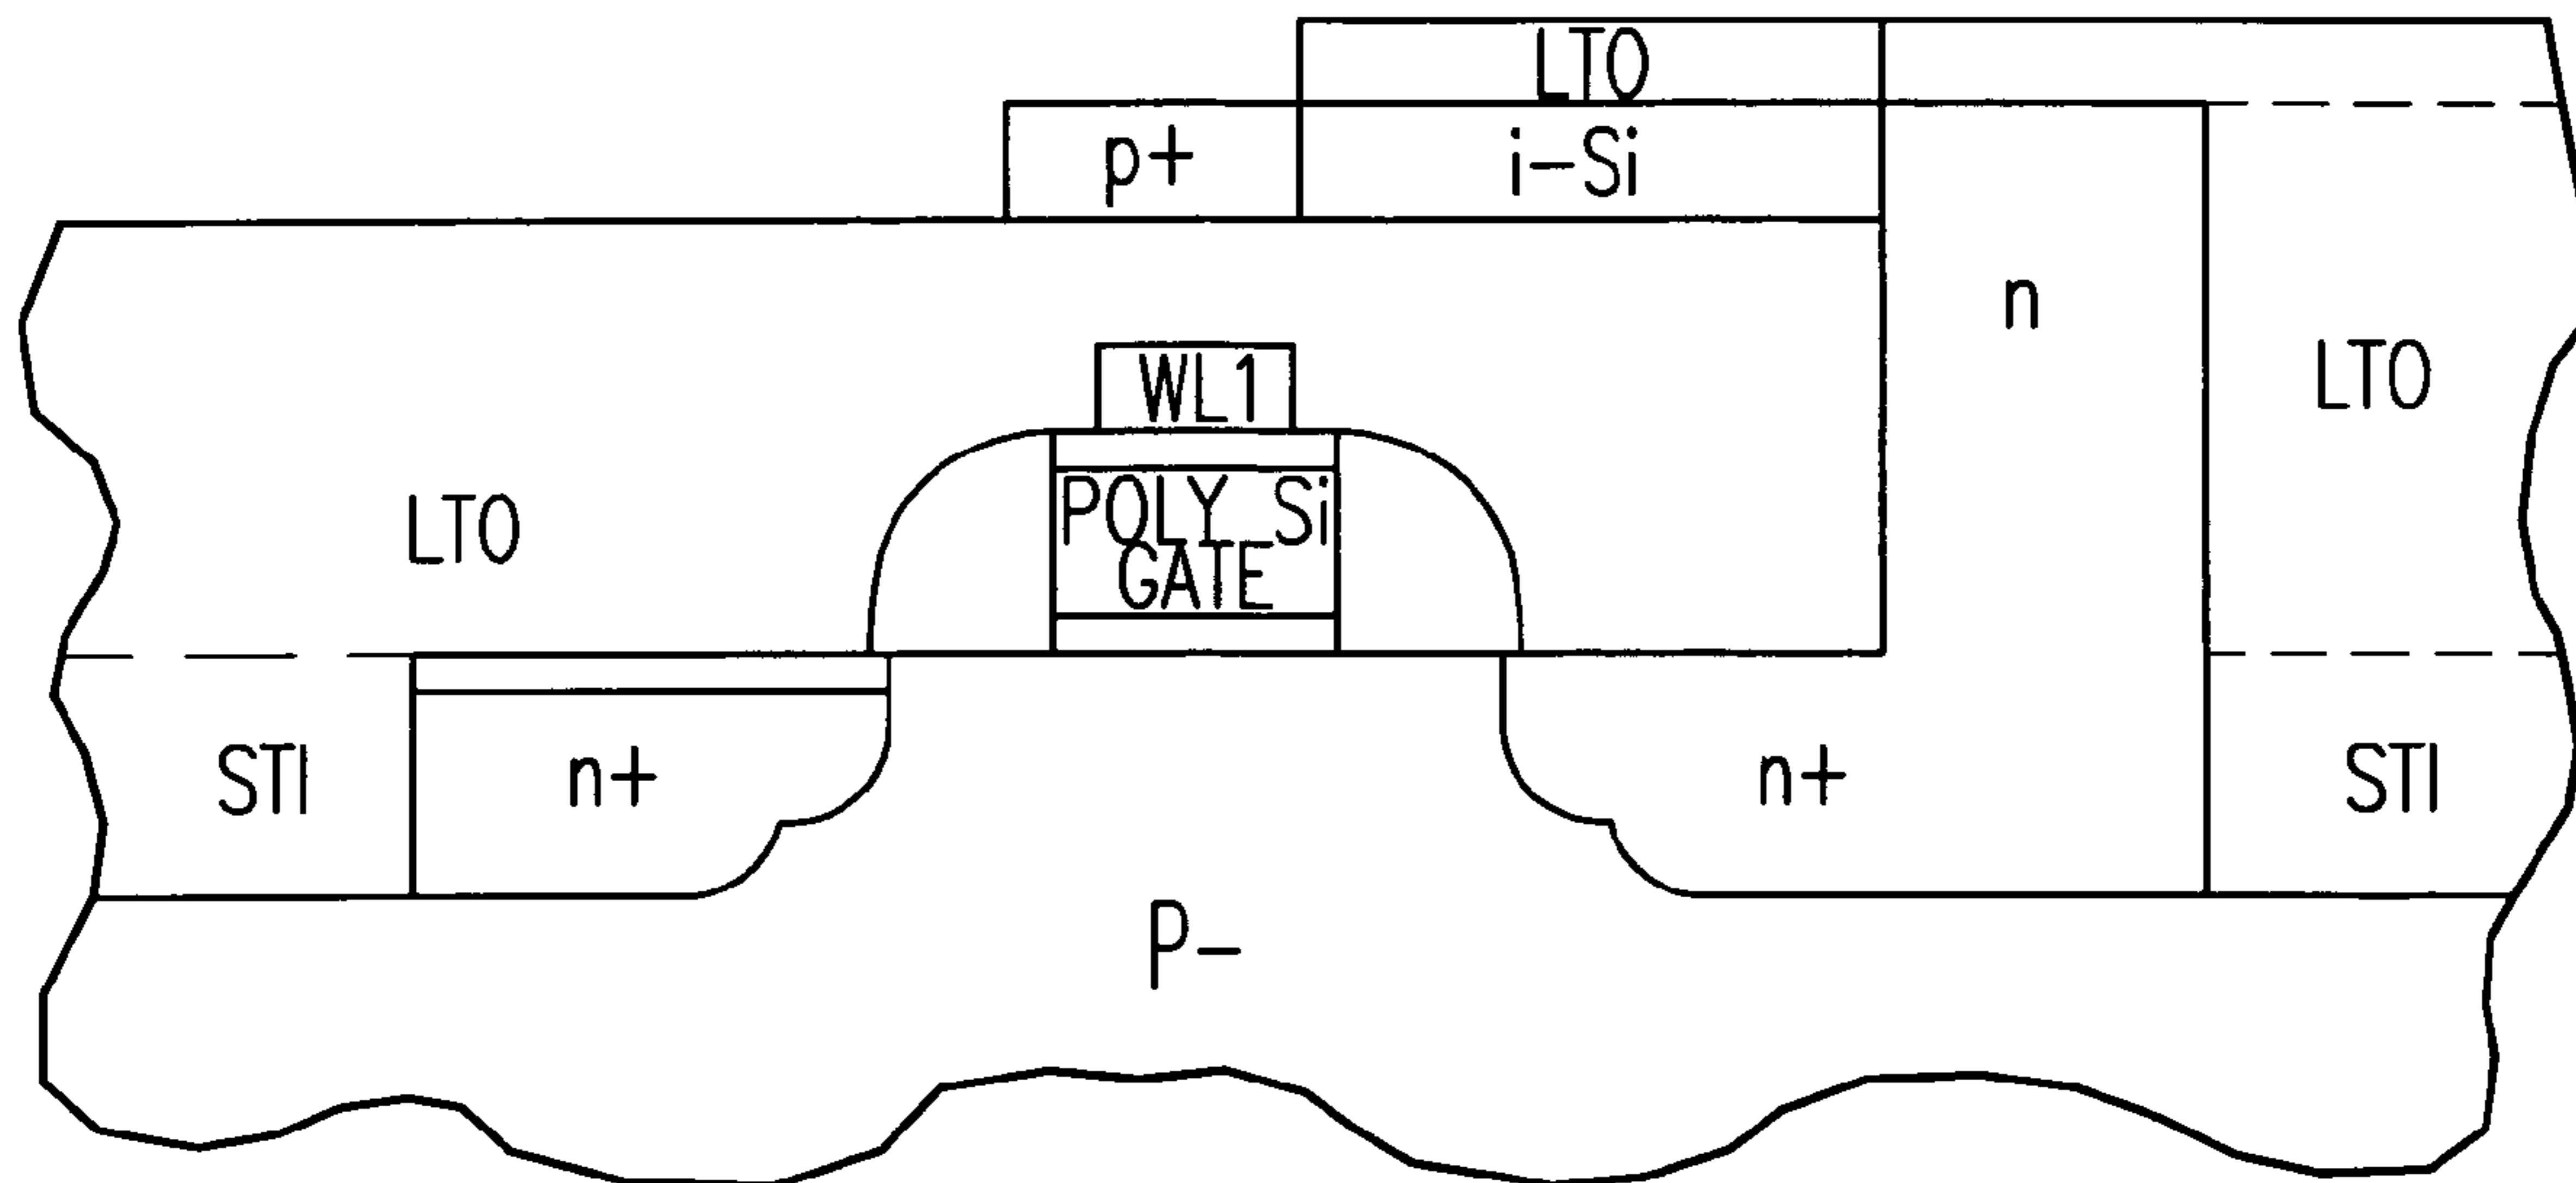 LTO
p+
i-Si
n
WL1
LTO
POLY Si
GATE
LTO
STI
n+
n+
STI
P-